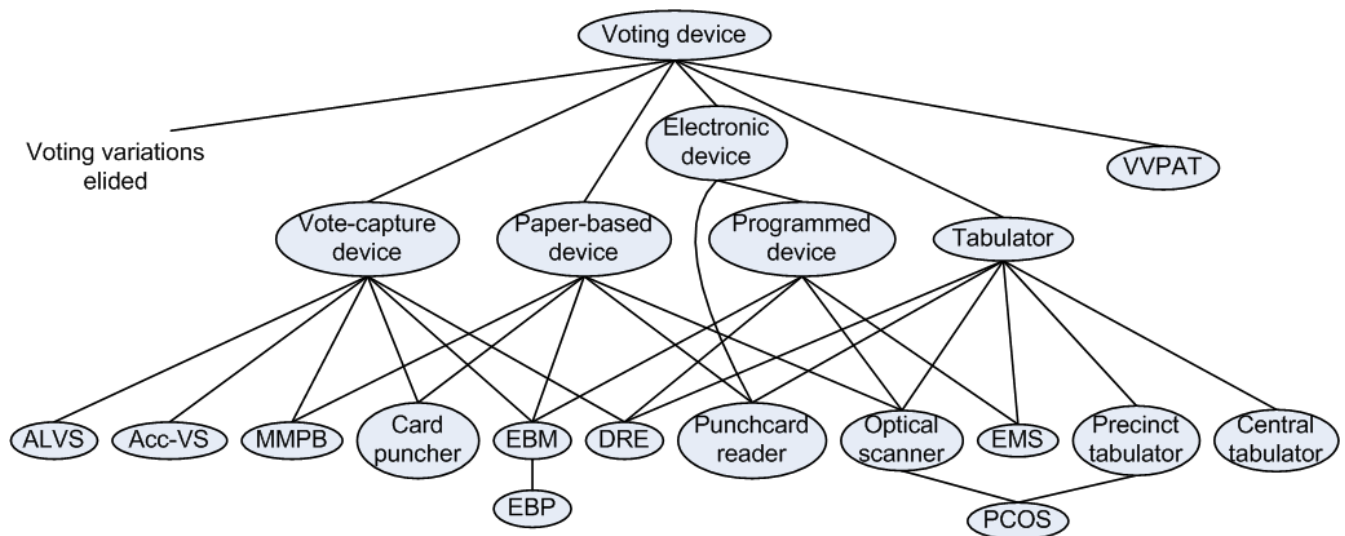 Voting device
Electronic
device
Voting variations
elided
VVPAT
Vote-capture
device
Paper-based
device
Programmed
device
Tabulator
ALVS
Acc-VS
MMPB
Card
puncher
EBM
DRE
Punchcard
reader
Optical
scanner
EMS
Precinct
tabulator
Central
tabulator
EBP
PCOS